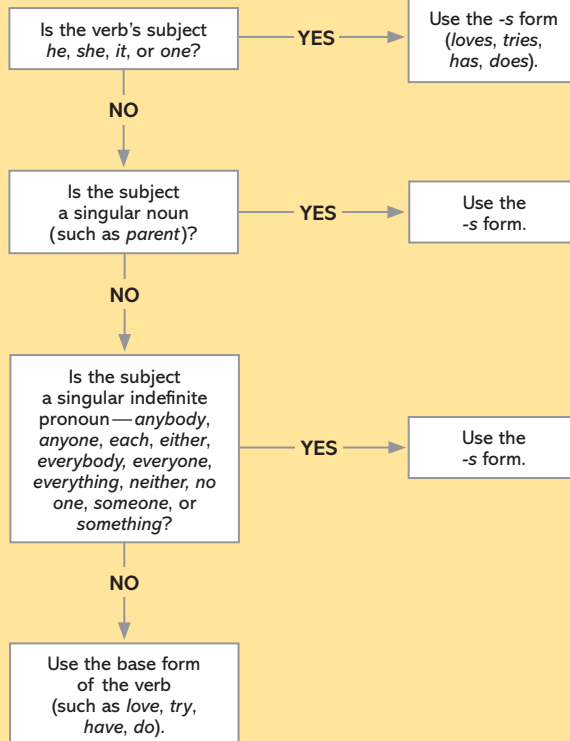 Is the verb’s subject
he, she, it, or one?
YES
Use the -s form
(loves, tries,
has, does).
NO
Is the subject
a singular noun
(such as parent)?
YES
Use the
-s form.
NO
Is the subject
a singular indefinite
pronoun—anybody,
anyone, each, either,
everybody, everyone,
everything, neither, no
one, someone, or
something?
YES
Use the
-s form.
NO
Use the base form
of the verb
(such as love, try,
have, do).